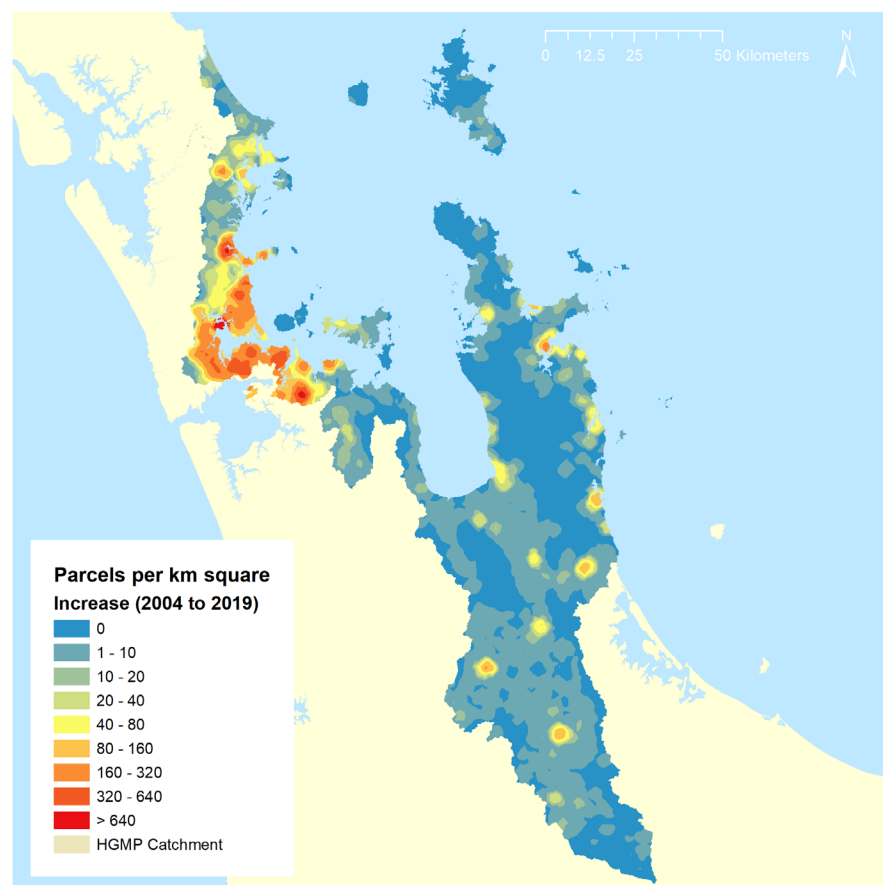 N
0 12.5 25 50 Kilometers
Parcels per km square
Increase (2004 to 2019)
0
1 - 10
10 - 20
20 - 40
40 - 80
80 - 160
160 - 320
320 - 640
> 640
HGMP Catchment